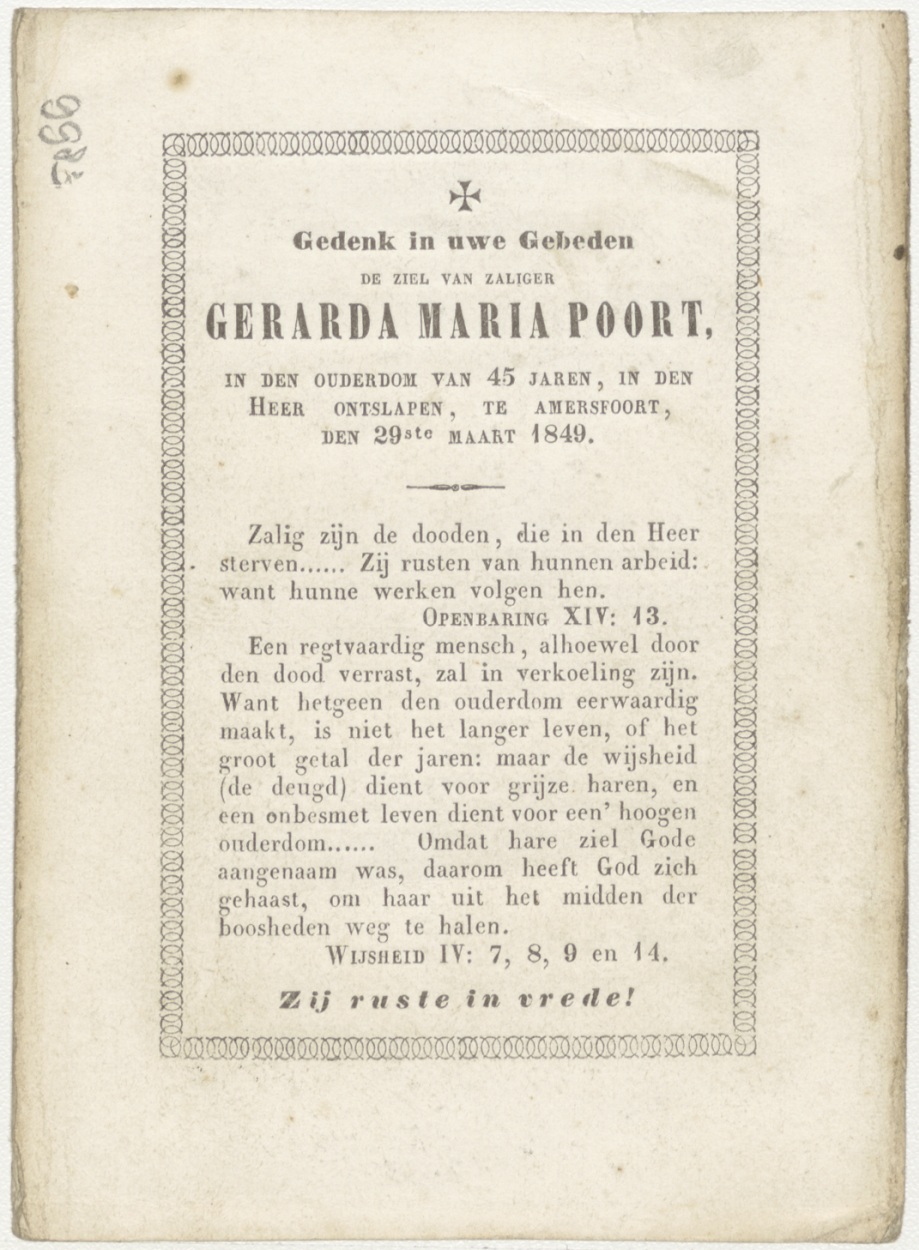 Gedenk in uwe Gebeden
DE ZIEL VAN ZALIGER
GERARDA MARIA POORT,
IN DEN OUDERDOM VAN 45 JAREN, IN DEN
HEER ONTSLAPEN, TE AMERSFOORT,
DEN 29ste MAART 1849.
Zalig zijn de dooden, die in den Heer
sterven...... Zij rusten van hunnen arbeid:
want hunne werken volgen hen.
OPENBARING XIV: 13.
Een regtvaardig mensch, alhoewel door
den dood verrast, zal in verkoeling zijn.
Want hetgeen den ouderdom eerwaardig
maakt, is niet het langer leven, of het
groot getal der jaren: maar de wijsheid
(de deugd) dient voor grijze haren, en
een onbesmet leven dient voor een' hoogen
ouderdom...... Omdat hare ziel Gode
aangenaam was, daarom heeft God zich
gehaast, om haar uit het midden der
boosheden weg te halen.
WIJSHEID IV: 7, 8, 9 en 14.
Zij ruste in vrede!